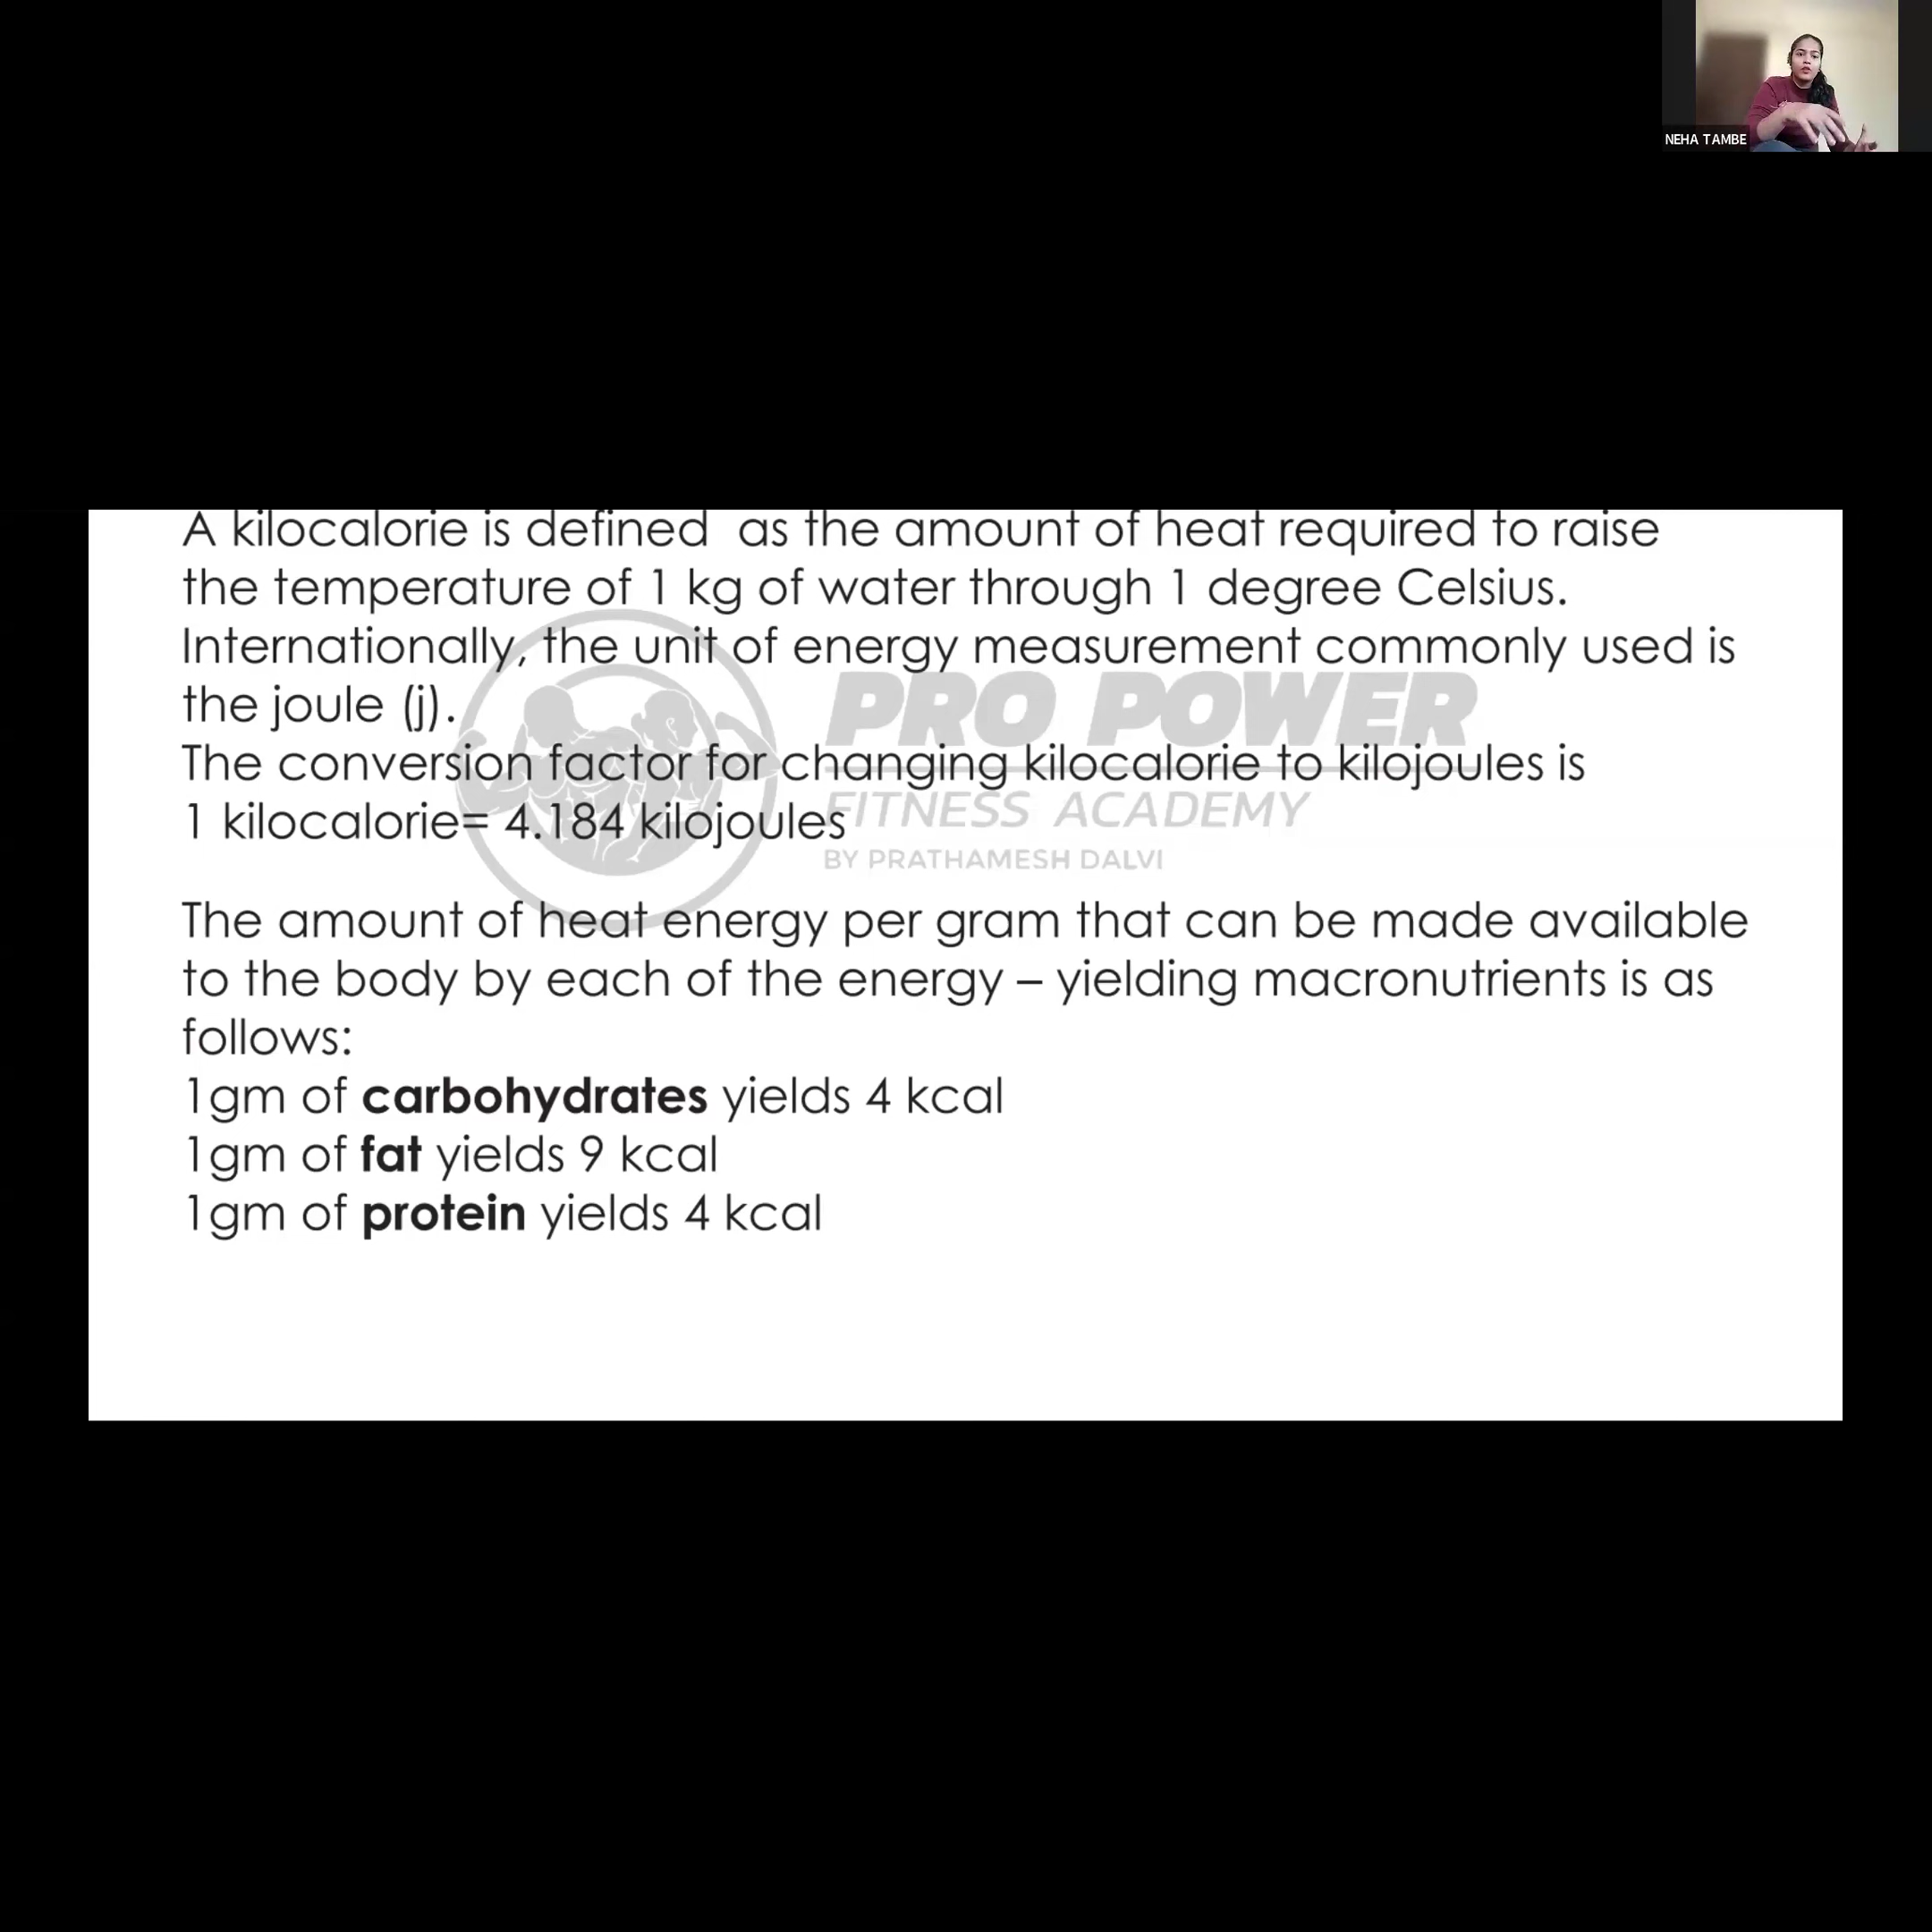 NEHA TAMBE
A kilocalorie is defined as the amount of heat required to raise
the temperature of 1 kg of water through 1 degree Celsius.
Internationally, the unit of energy measurement commonly used is
the joule (j).
The conversion factor for changing kilocalorie to kilojoules is
1 kilocalorie= 4.184 kilojoules
PRO POWER
FITNESS ACADEMY
BY PRATHAMESH DALVI
The amount of heat energy per gram that can be made available
to the body by each of the energy – yielding macronutrients is as
follows:
1gm of carbohydrates yields 4 kcal
1gm of fat yields 9 kcal
1gm of protein yields 4 kcal